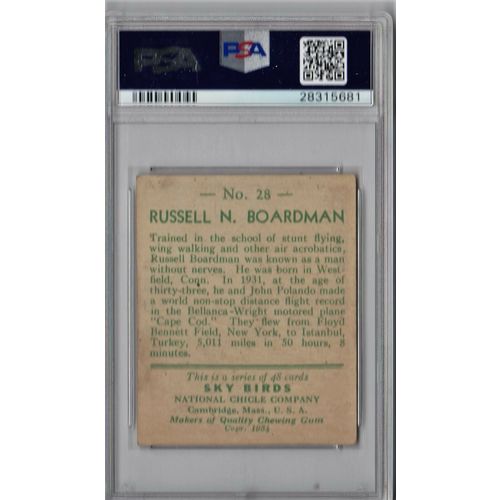 PSA
PSA
28315681
— No. 28 —
RUSSELL N. BOARDMAN
Trained in the school of stunt flying,
wing walking and other air acrobatics,
Russell Boardman was known as a man
without nerves. He was born in West-
field, Conn. In 1931, at the age of
thirty-three, he and John Polando made
a world non-stop distance flight record
in the Bellanca-Wright motored plane
"Cape Cod." They flew from Floyd
Bennett Field, New York, to Istanbul,
Turkey, 5,011 miles in 50 hours, 8
minutes.
This is a series of 48 cards
SKY BIRDS
NATIONAL CHICLE COMPANY
Cambridge, Mass., U. S. A.
Makers of Quality Chewing Gum
Copr. 1934